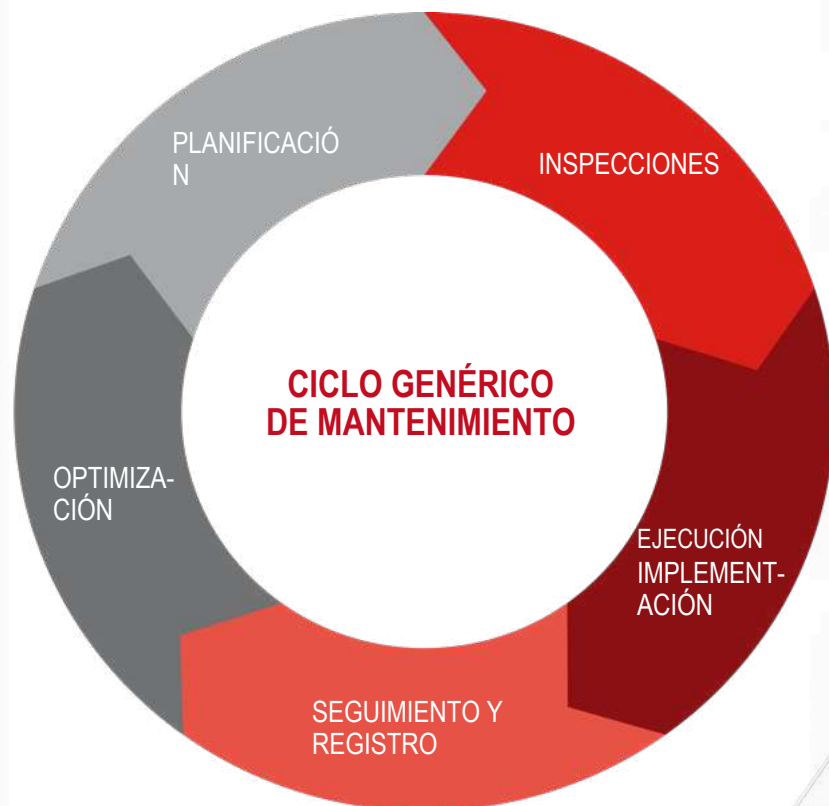 PLANIFICACIÓ
N
INSPECCIONES
CICLO GENÉRICO
DE MANTENIMIENTO
OPTIMIZA-
CIÓN
EJECUCIÓN
IMPLEMENT-
ACIÓN
SEGUIMIENTO Y
REGISTRO